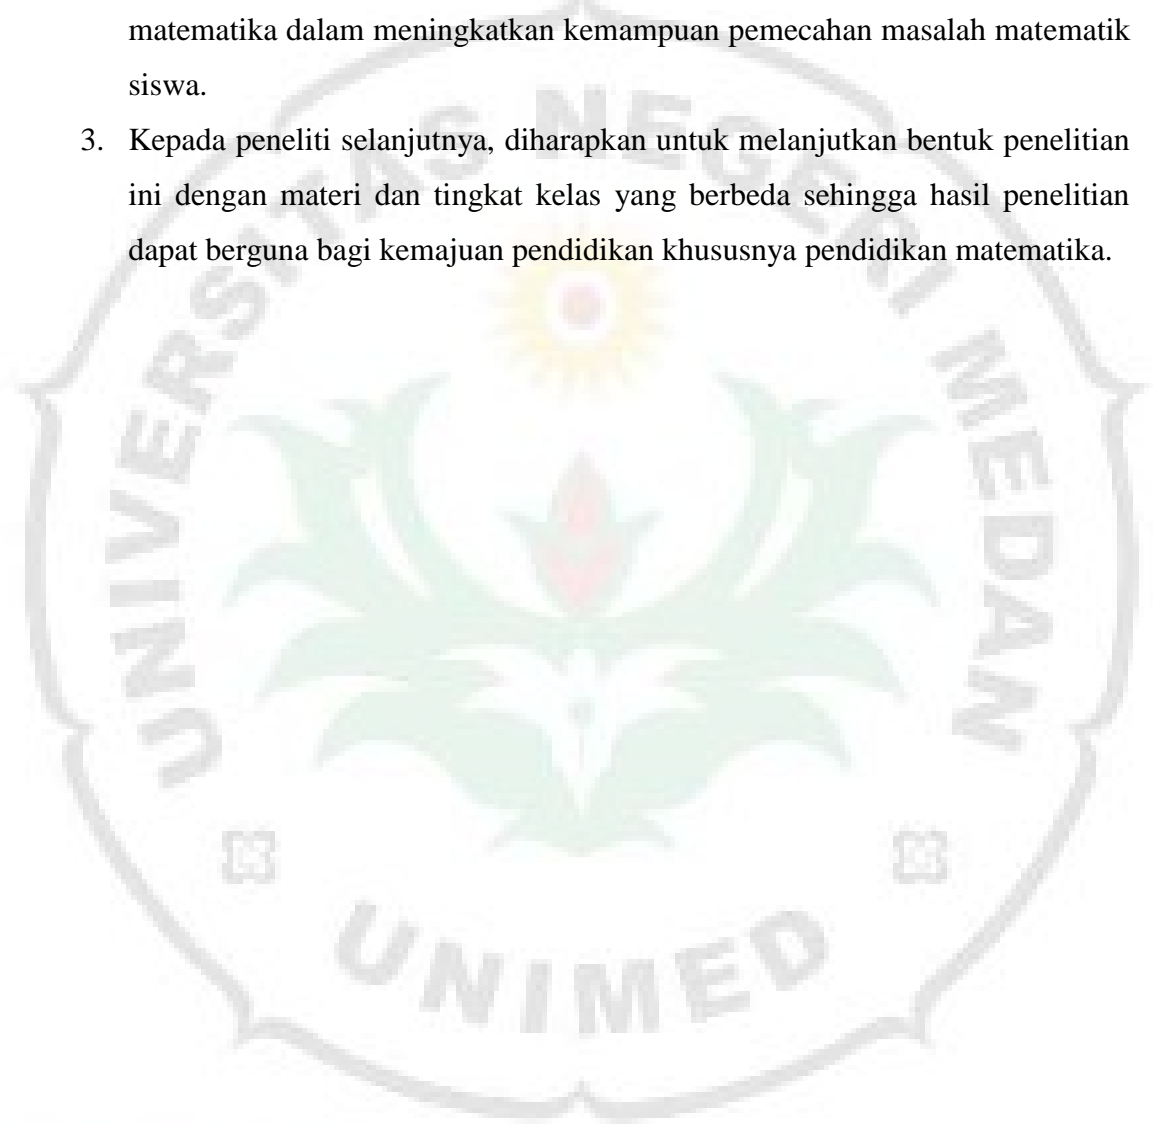 matematika dalam meningkatkan kemampuan pemecahan masalah matematik
siswa.
3. Kepada peneliti selanjutnya, diharapkan untuk melanjutkan bentuk penelitian
ini dengan materi dan tingkat kelas yang berbeda sehingga hasil penelitian
dapat berguna bagi kemajuan pendidikan khususnya pendidikan matematika.
UNIVERSITAS NEGERI MEDAN
UNIMED